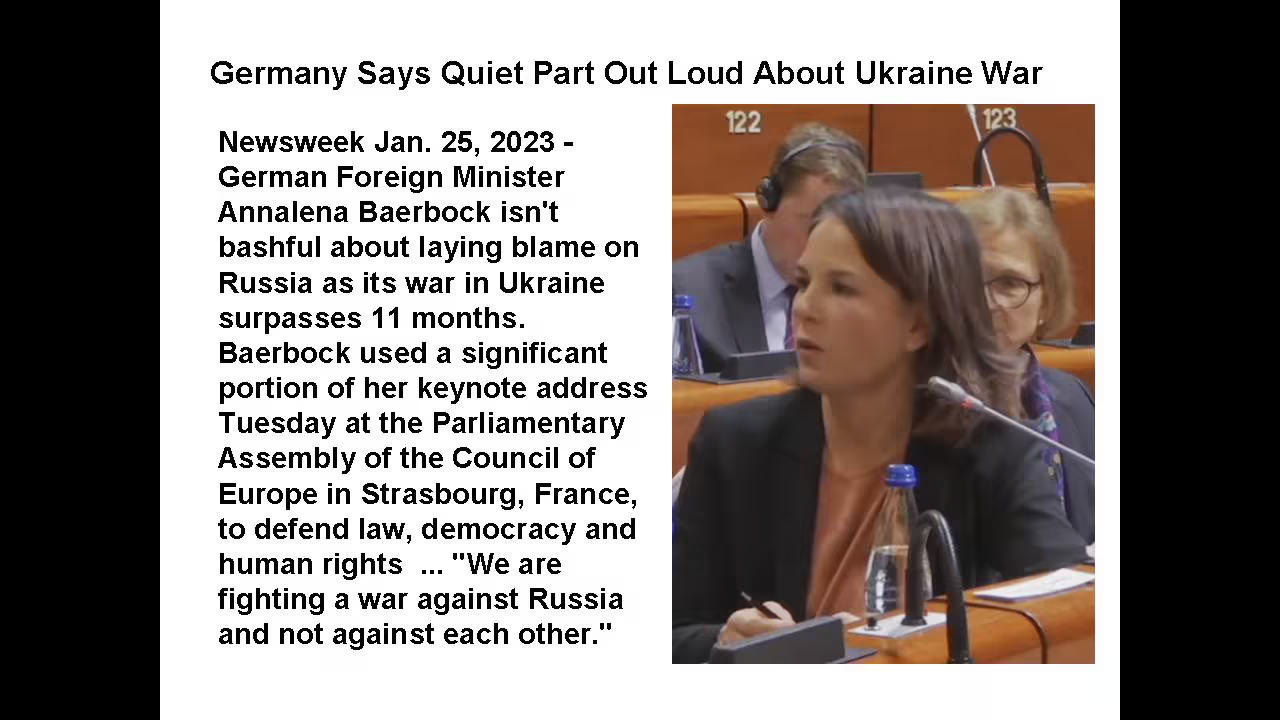 Germany Says Quiet Part Out Loud About Ukraine War
Newsweek Jan. 25, 2023 -
German Foreign Minister
Annalena Baerbock isn't
bashful about laying blame on
Russia as its war in Ukraine
surpasses 11 months.
Baerbock used a significant
portion of her keynote address
Tuesday at the Parliamentary
Assembly of the Council of
Europe in Strasbourg, France,
to defend law, democracy and
human rights  ... "We are
fighting a war against Russia
and not against each other."
122
123